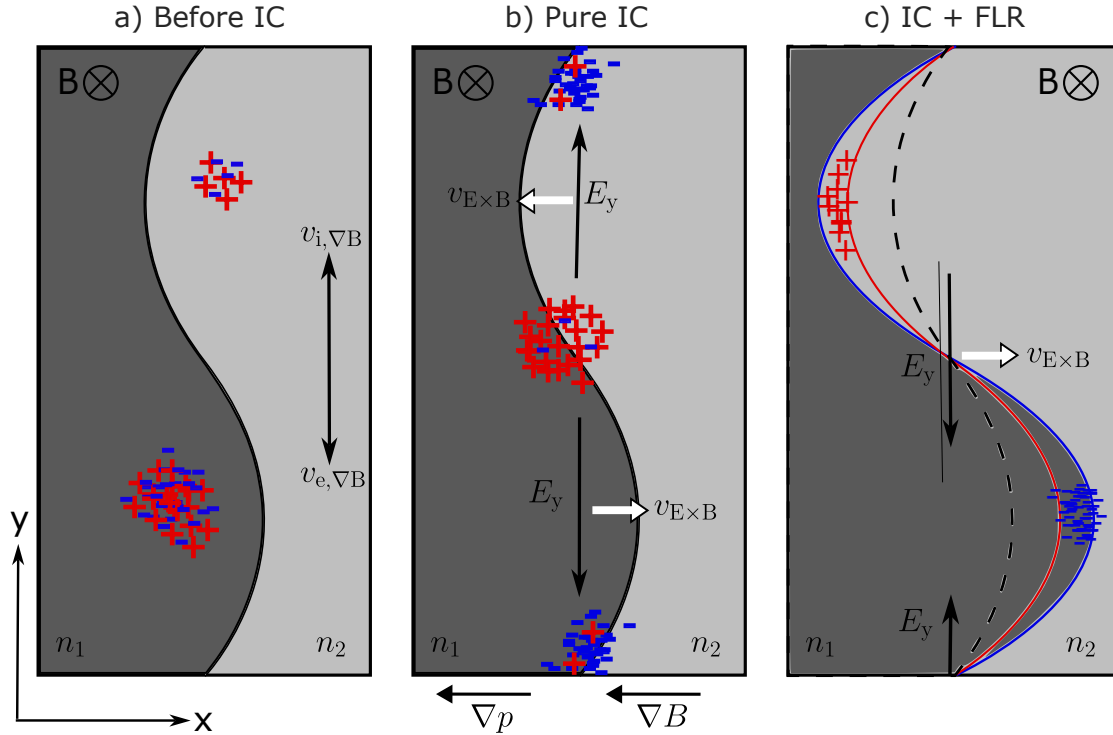 a) Before IC
b) Pure IC
c) IC + FLR
B⊗
v_{i,∇B}
v_{e,∇B}
n_1
n_2
y
x
B⊗
v_{E×B}
E_y
E_y
v_{E×B}
n_1
n_2
∇p
∇B
B⊗
E_y
v_{E×B}
E_y
n_1
n_2